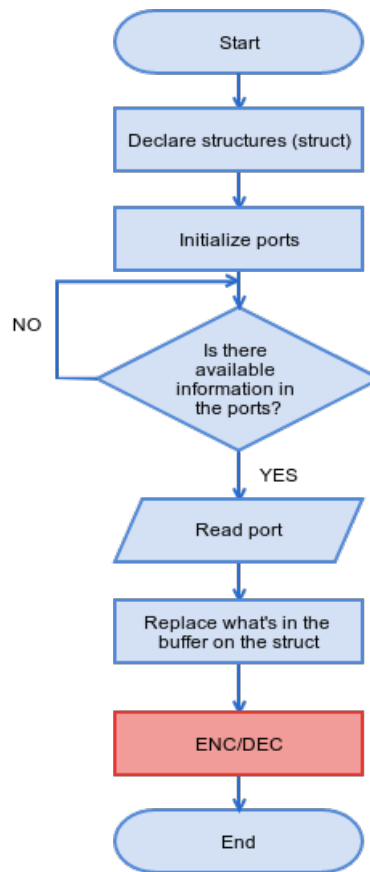 Start
Declare structures (struct)
Initialize ports
NO
Is there
available
information in
the ports?
YES
Read port
Replace what's in the
buffer on the struct
ENC/DEC
End